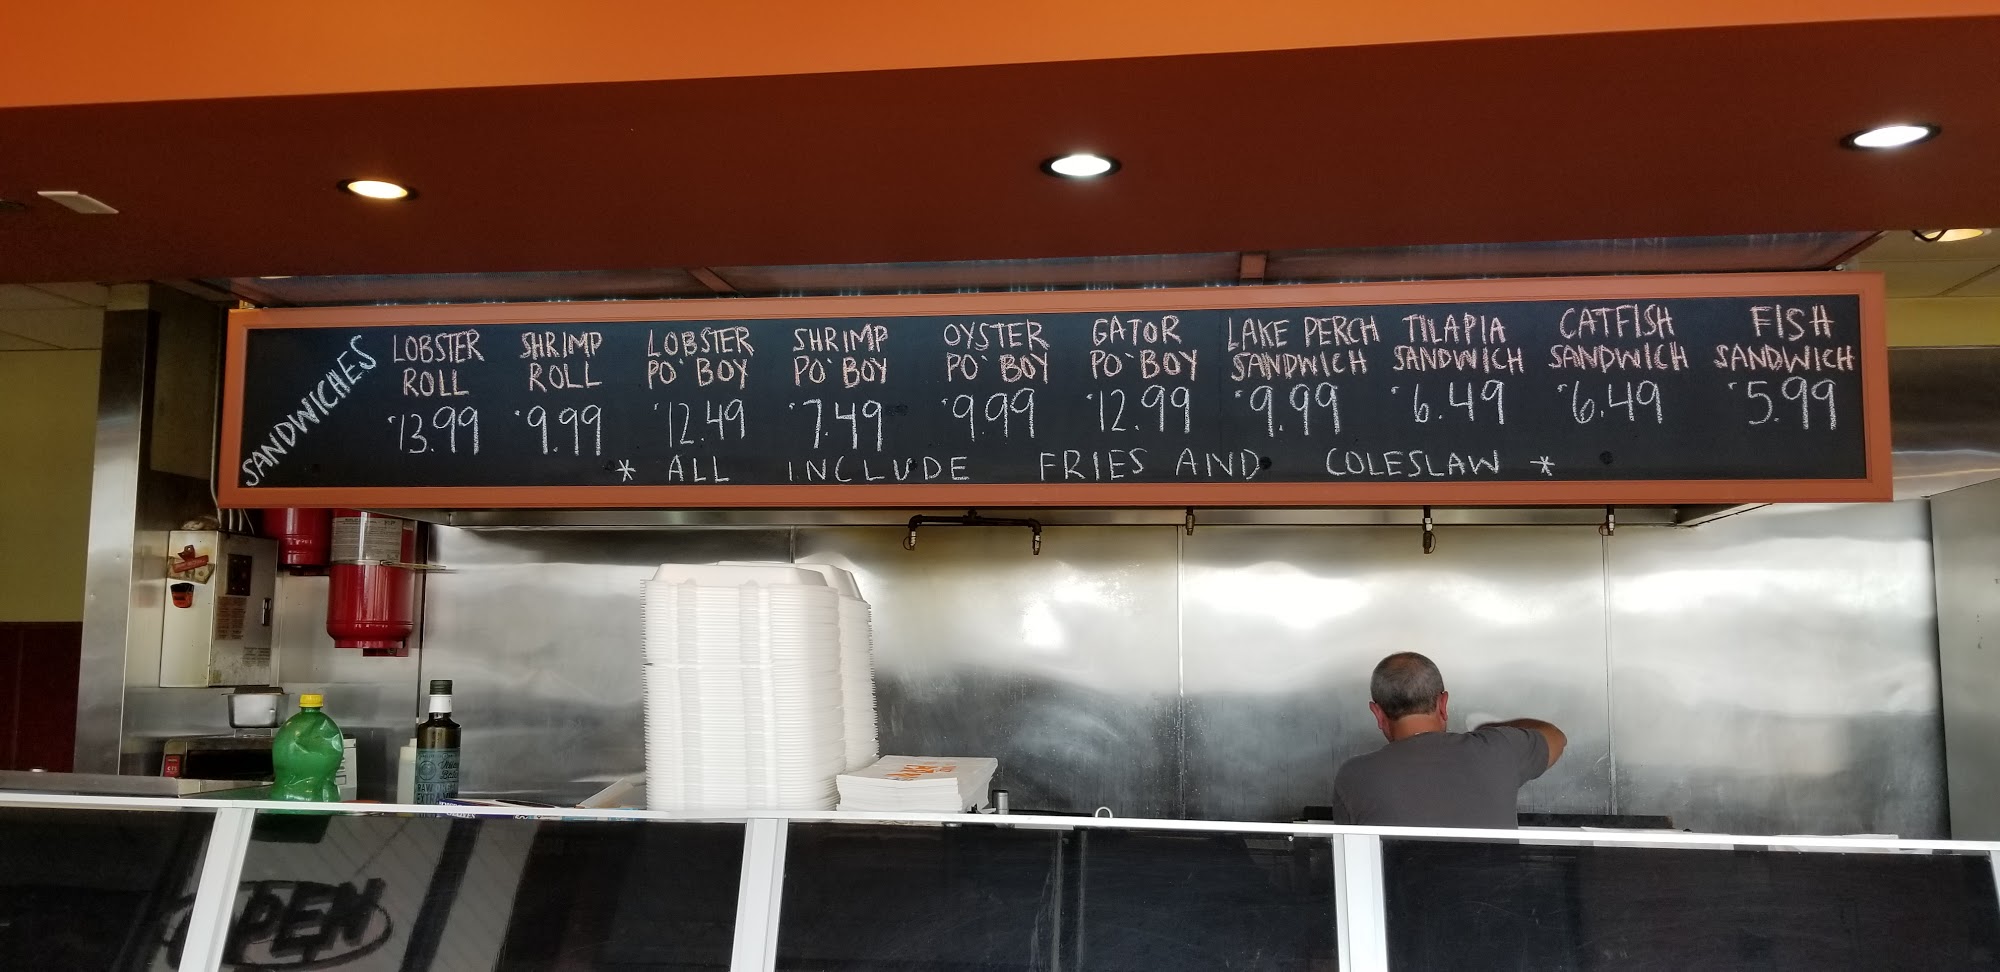 SANDWICHES
LOBSTER
ROLL
13.99
SHRIMP
ROLL
9.99
LOBSTER
PO' BOY
12.49
SHRIMP
PO' BOY
7.49
OYSTER
PO' BOY
9.99
GATOR
PO' BOY
12.99
LAKE PERCH
SANDWICH
9.99
TILAPIA
SANDWICH
6.49
CATFISH
SANDWICH
6.49
FISH
SANDWICH
5.99
* ALL INCLUDE FRIES AND COLESLAW *
OPEN